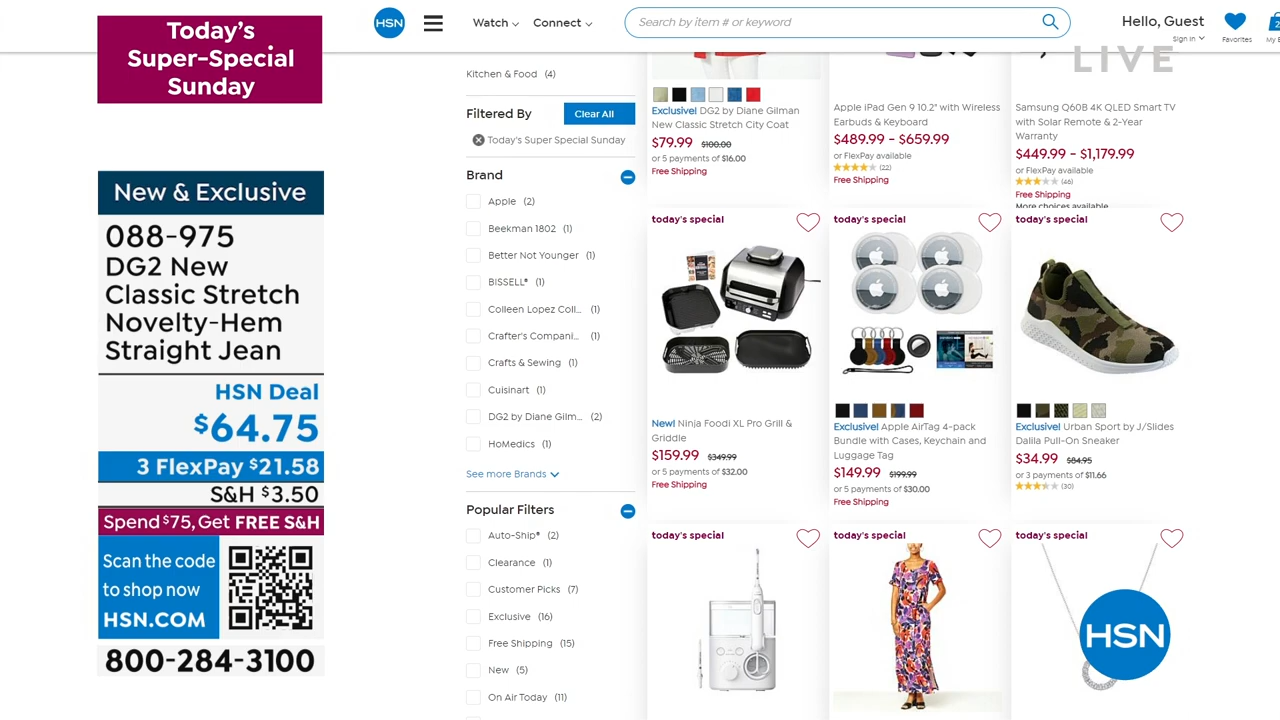 Today's
Super-Special
Sunday
New & Exclusive
088-975
DG2 New
Classic Stretch
Novelty-Hem
Straight Jean
HSN Deal
$64.75
3 FlexPay $21.58
S&H $3.50
Spend $75, Get FREE S&H
Scan the code
to shop now
HSN.COM
800-284-3100
HSN
Watch
Connect
Search by item # or keyword
Hello, Guest
Sign In
Favorites
LIVE
Kitchen & Food (4)
Filtered By
Clear All
Today's Super Special Sunday
Brand
Apple (2)
Beekman 1802 (1)
Better Not Younger (1)
BISSELL® (1)
Colleen Lopez Coll... (1)
Crafter's Compani... (1)
Crafts & Sewing (1)
Cuisinart (1)
DG2 by Diane Gilm... (2)
HoMedics (1)
See more Brands
Popular Filters
Auto-Ship® (2)
Clearance (1)
Customer Picks (7)
Exclusive (16)
Free Shipping (15)
New (5)
On Air Today (11)
Exclusive! DG2 by Diane Gilman
New Classic Stretch City Coat
$79.99 $100.00
or 5 payments of $16.00
Free Shipping
Apple iPad Gen 9 10.2" with Wireless
Earbuds & Keyboard
$489.99 - $659.99
or FlexPay available
(22)
Free Shipping
Samsung Q60B 4K QLED Smart TV
with Solar Remote & 2-Year
Warranty
$449.99 - $1,179.99
or FlexPay available
(46)
Free Shipping
More choices available
today's special
New! Ninja Foodi XL Pro Grill &
Griddle
$159.99 $349.99
or 5 payments of $32.00
Free Shipping
today's special
Exclusive! Apple AirTag 4-pack
Bundle with Cases, Keychain and
Luggage Tag
$149.99 $199.99
or 5 payments of $30.00
Free Shipping
today's special
Exclusive! Urban Sport by J/Slides
Dalila Pull-On Sneaker
$34.99 $84.95
or 3 payments of $11.66
(30)
today's special
today's special
today's special
HSN